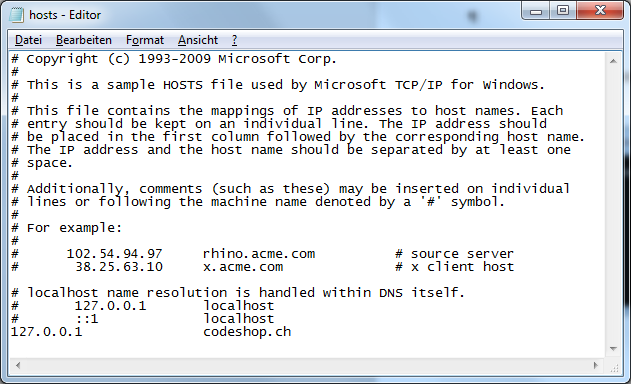 hosts - Editor
Datei Bearbeiten Format Ansicht ?
# Copyright (c) 1993-2009 Microsoft Corp.
#
# This is a sample HOSTS file used by Microsoft TCP/IP for Windows.
#
# This file contains the mappings of IP addresses to host names. Each
# entry should be kept on an individual line. The IP address should
# be placed in the first column followed by the corresponding host name.
# The IP address and the host name should be separated by at least one
# space.
#
# Additionally, comments (such as these) may be inserted on individual
# lines or following the machine name denoted by a '#' symbol.
#
# For example:
#
#      102.54.94.97     rhino.acme.com          # source server
#       38.25.63.10     x.acme.com              # x client host

# localhost name resolution is handled within DNS itself.
#       127.0.0.1       localhost
#       ::1             localhost
127.0.0.1               codeshop.ch